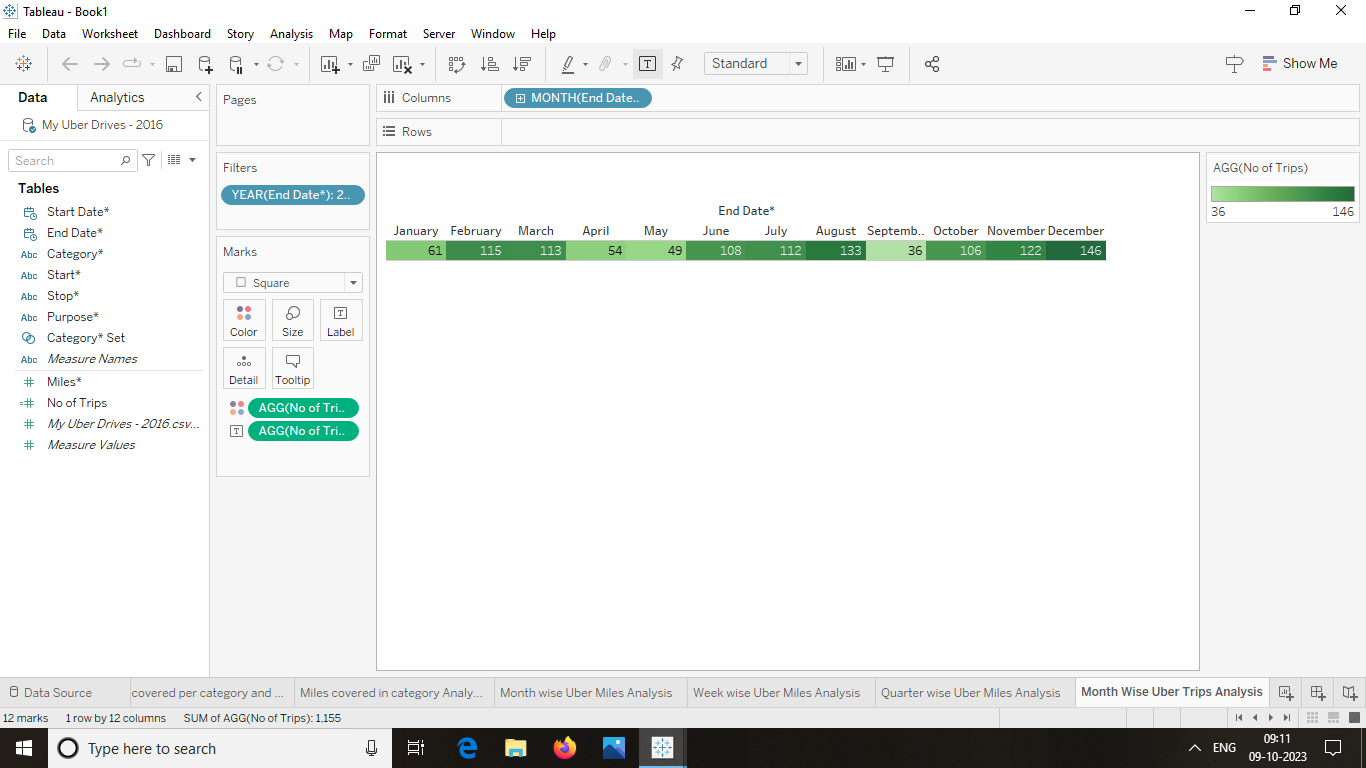 Tableau - Book1
File Data Worksheet Dashboard Story Analysis Map Format Server Window Help
Standard
Show Me
Data Analytics
My Uber Drives - 2016
Search
Tables
Start Date*
End Date*
Abc Category*
Abc Start*
Abc Stop*
Abc Purpose*
Category* Set
Abc Measure Names
Miles*
No of Trips
My Uber Drives - 2016.csv...
Measure Values
Pages
Filters
YEAR(End Date*): 2..
Marks
Square
Color Size Label
Detail Tooltip
AGG(No of Tri..
AGG(No of Tri..
Columns MONTH(End Date..
Rows
End Date*
January February March April May June July August Septemb.. October November December
61 115 113 54 49 108 112 133 36 106 122 146
AGG(No of Trips)
36 146
Data Source covered per category and ... Miles covered in category Analy... Month wise Uber Miles Analysis Week wise Uber Miles Analysis Quarter wise Uber Miles Analysis Month Wise Uber Trips Analysis
12 marks 1 row by 12 columns SUM of AGG(No of Trips): 1,155
Type here to search
ENG
09:11
09-10-2023